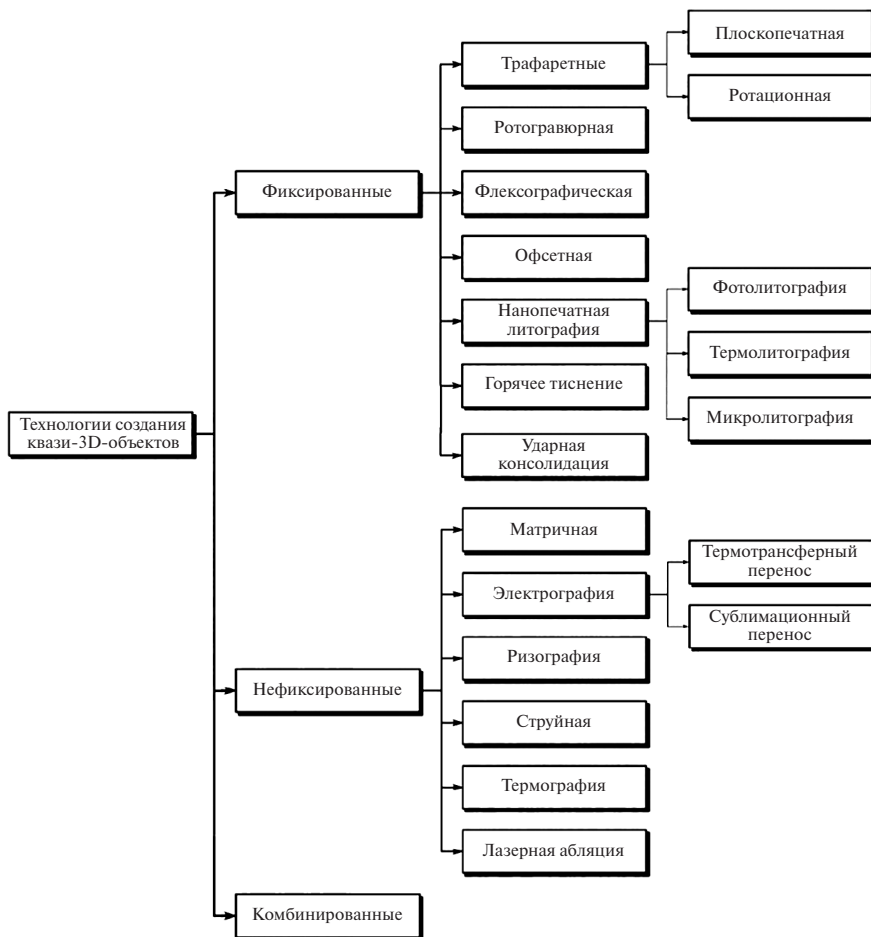 Технологии создания
квази-3D-объектов
Фиксированные
Трафаретные
Плоскопечатная
Ротационная
Ротогравюрная
Флексографическая
Офсетная
Нанопечатная
литография
Фотолитография
Термолитография
Микролитография
Горячее тиснение
Ударная
консолидация
Нефиксированные
Матричная
Электрография
Термотрансферный
перенос
Сублимационный
перенос
Ризография
Струйная
Термография
Лазерная абляция
Комбинированные